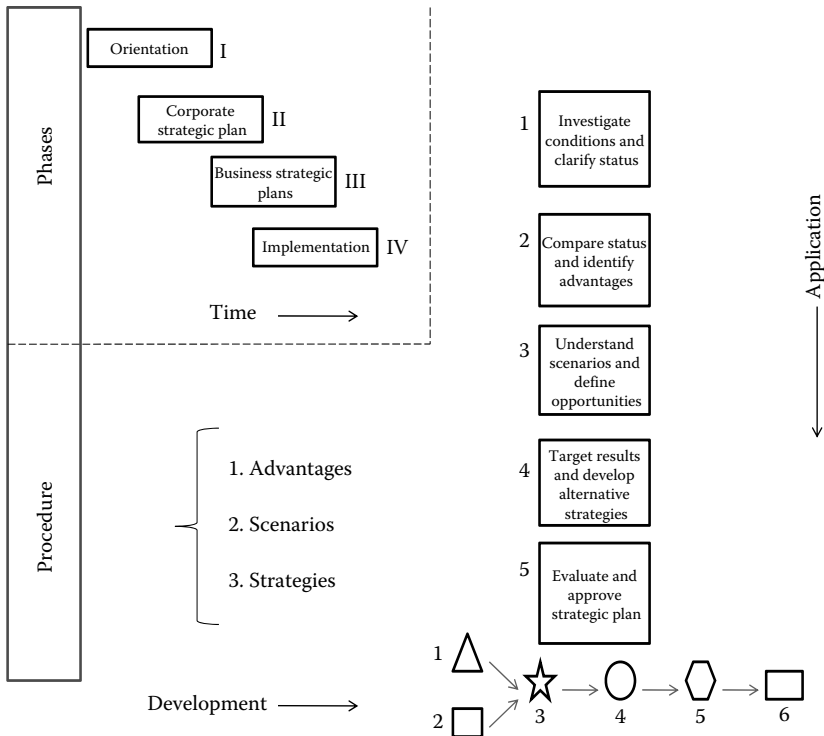 Phases
Orientation
I
Corporate
strategic plan
II
Business strategic
plans
III
Implementation
IV
Time
Procedure
1. Advantages
2. Scenarios
3. Strategies
Development
1
Investigate
conditions and
clarify status
2
Compare status
and identify
advantages
3
Understand
scenarios and
define
opportunities
4
Target results
and develop
alternative
strategies
5
Evaluate and
approve
strategic plan
Application
1
2
3
4
5
6